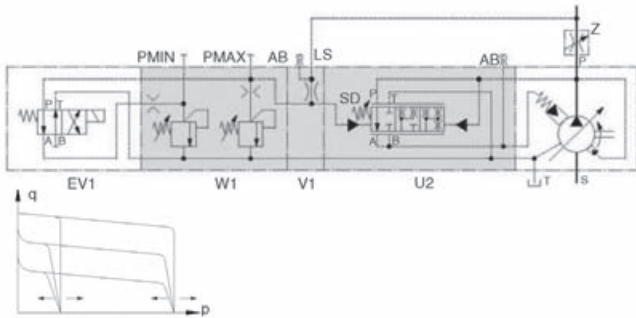 Z
PMIN PMAX AB LS AB P
P T SD P T
A B A B
T S
EV1 W1 V1 U2
q
p